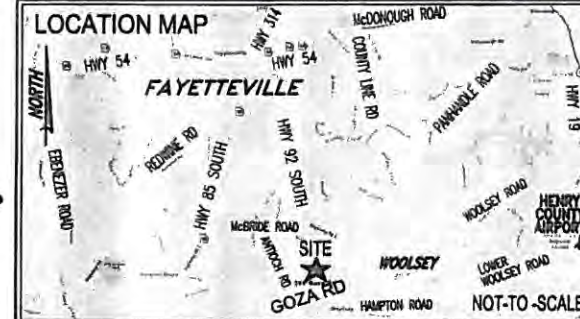 LOCATION MAP
HWY 314
McDONOUGH ROAD
HWY 54
HWY 54
COUNTY LINE RD
NORTH
FAYETTEVILLE
PANHANDLE ROAD
HWY 19
EBENEZER ROAD
REDWINE RD
HWY 85 SOUTH
HWY 92 SOUTH
WOOLSEY ROAD
HENRY
COUNTY
AIRPORT
McBRIDE ROAD
ANTIOCH RD
SITE
WOOLSEY
LOWER
WOOLSEY ROAD
GOZA RD
HAMPTON ROAD
NOT-TO -SCALE